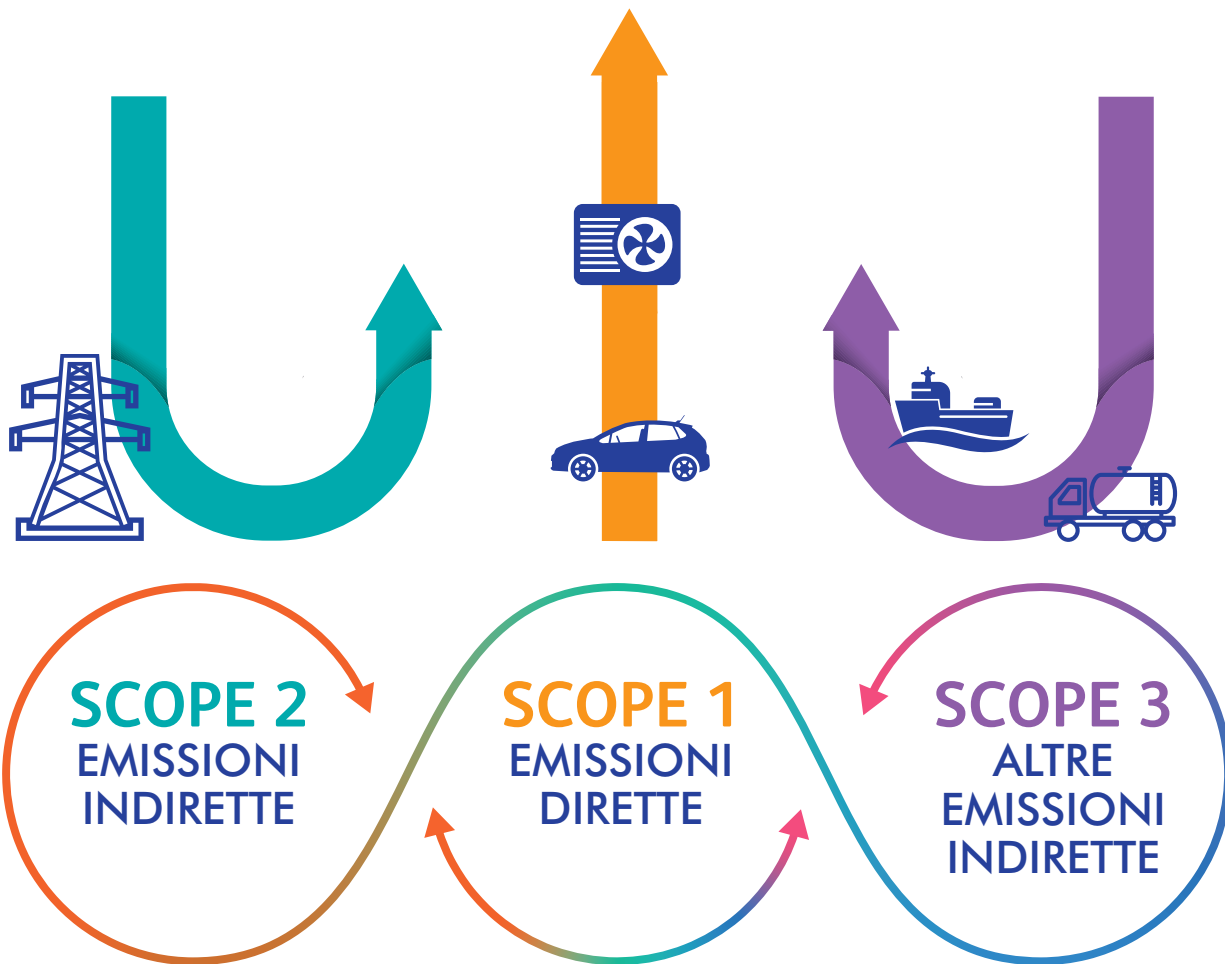 SCOPE 2
EMISSIONI
INDIRETTE
SCOPE 1
EMISSIONI
DIRETTE
SCOPE 3
ALTRE
EMISSIONI
INDIRETTE